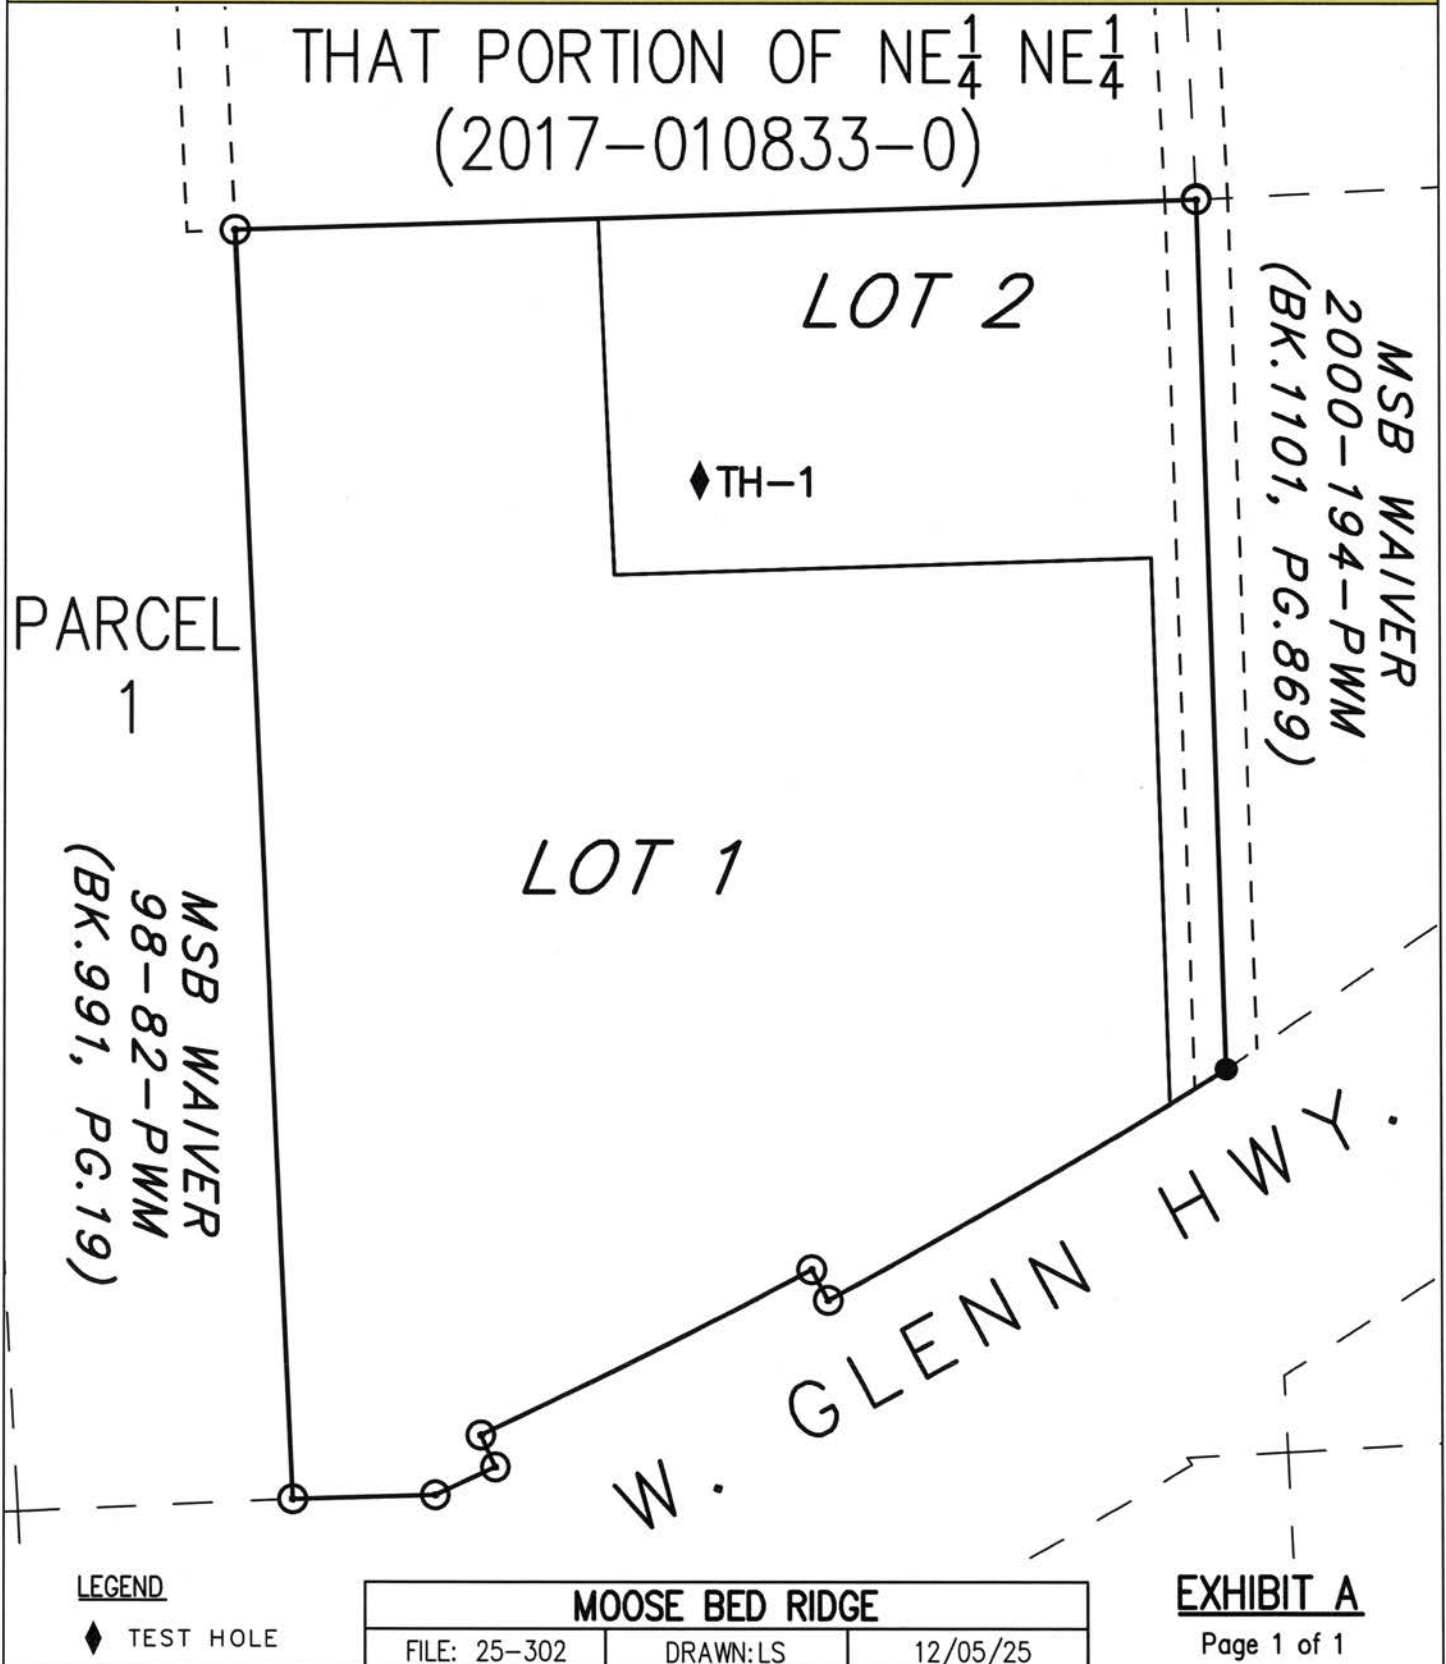 THAT PORTION OF NE1/4 NE1/4
(2017-010833-0)
LOT 2
MSB WAIVER
2000-194-PWM
(BK.1101, PG.869)
TH-1
PARCEL
1
LOT 1
MSB WAIVER
98-82-PWM
(BK.991, PG.19)
W. GLENN HWY.
LEGEND
TEST HOLE
MOOSE BED RIDGE
FILE: 25-302
DRAWN:LS
12/05/25
EXHIBIT A
Page 1 of 1